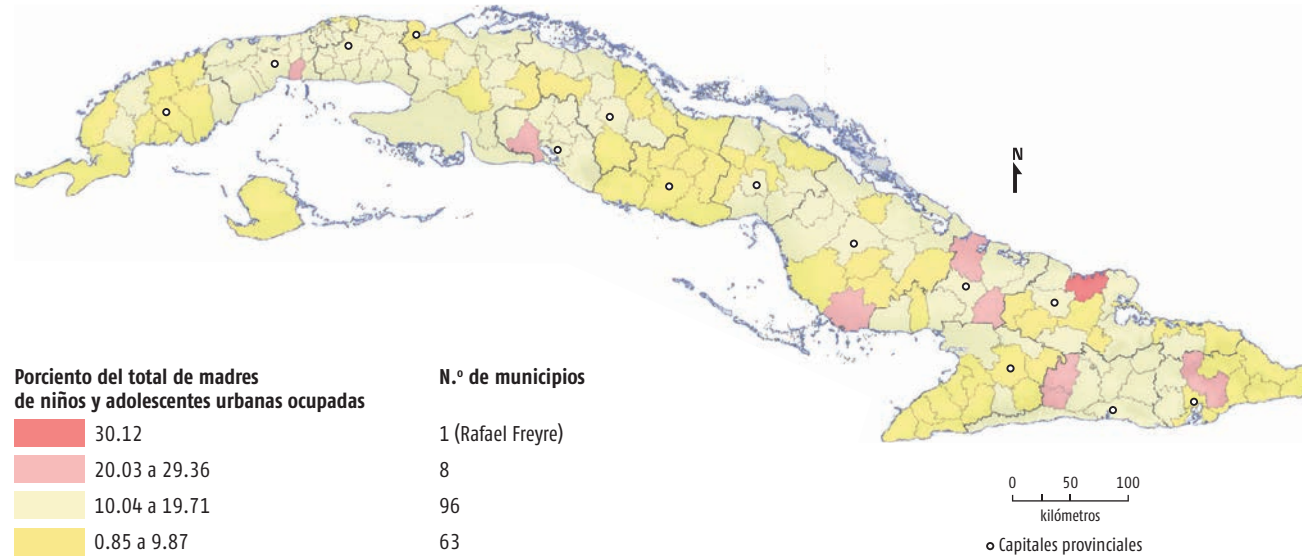 N
Porciento del total de madres
de niños y adolescentes urbanas ocupadas
N.º de municipios
30.12
1 (Rafael Freyre)
20.03 a 29.36
8
10.04 a 19.71
96
0.85 a 9.87
63
0 50 100
kilómetros
Capitales provinciales